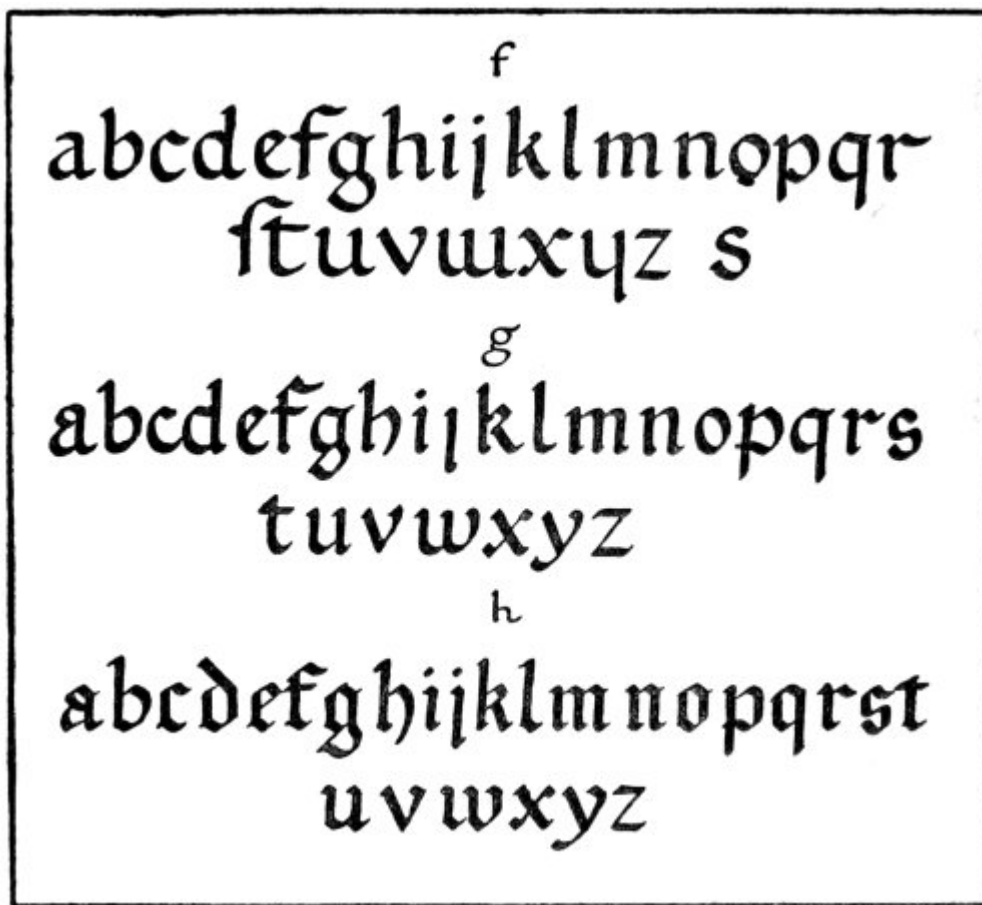 f
abcdefghijklmnopqr
ſtuvwxyz s
g
abcdefghijklmnopqrs
tuvwxyz
h
abcdefghijklmnopqrst
uvwxyz